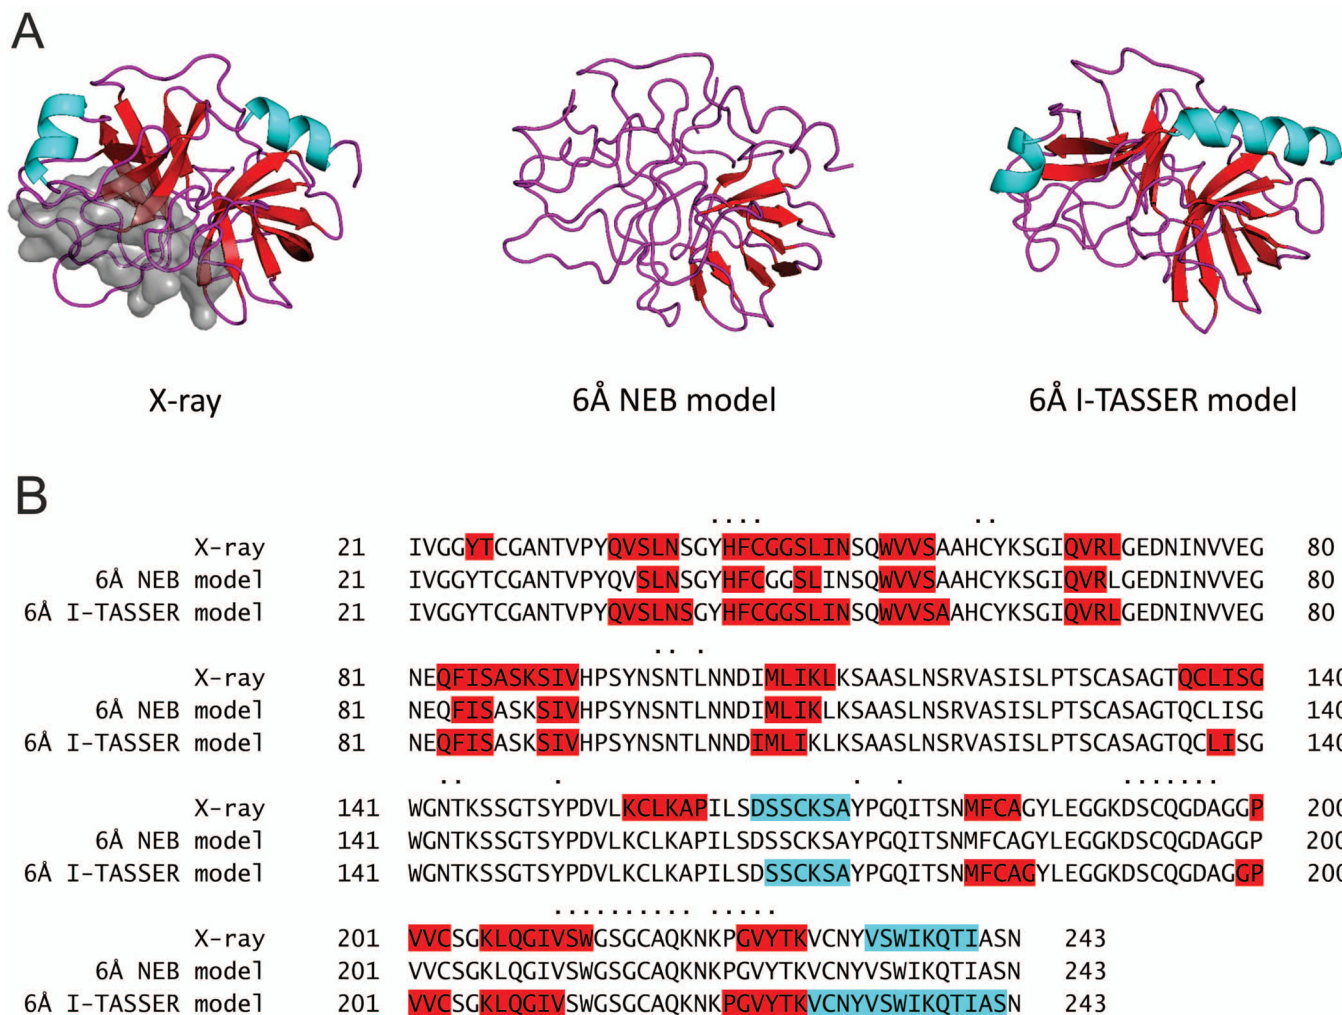 A
X-ray
6Å NEB model
6Å I-TASSER model
B
.... ..
X-ray 21 IVGGYTCGANTVPYQVSLNSGYHFCGGSLINSQWVVSAAHCYKSGIQVRLGEDNINVVEG 80
6Å NEB model 21 IVGGYTCGANTVPYQVSLNSGYHFCGGSLINSQWVVSAAHCYKSGIQVRLGEDNINVVEG 80
6Å I-TASSER model 21 IVGGYTCGANTVPYQVSLNSGYHFCGGSLINSQWVVSAAHCYKSGIQVRLGEDNINVVEG 80
.. .
X-ray 81 NEQFISASKSIVHPSYNSNTLNNDIMLIKLKSAASLNSRVASISLPTSCASAGTQCLISG 140
6Å NEB model 81 NEQFISASKSIVHPSYNSNTLNNDIMLIKLKSAASLNSRVASISLPTSCASAGTQCLISG 140
6Å I-TASSER model 81 NEQFISASKSIVHPSYNSNTLNNDIMLIKLKSAASLNSRVASISLPTSCASAGTQCLISG 140
.. . . . .......
X-ray 141 WGNTKSSGTSYPDVLKCLKAPILSDSSCKSAYPGQITSNMFCAGYLEGGKDSCQGDAGGP 200
6Å NEB model 141 WGNTKSSGTSYPDVLKCLKAPILSDSSCKSAYPGQITSNMFCAGYLEGGKDSCQGDAGGP 200
6Å I-TASSER model 141 WGNTKSSGTSYPDVLKCLKAPILSDSSCKSAYPGQITSNMFCAGYLEGGKDSCQGDAGGP 200
.......... .....
X-ray 201 VVCSGKLQGIVSWGSGCAQKNKPGVYTKVCNYVSWIKQTIASN 243
6Å NEB model 201 VVCSGKLQGIVSWGSGCAQKNKPGVYTKVCNYVSWIKQTIASN 243
6Å I-TASSER model 201 VVCSGKLQGIVSWGSGCAQKNKPGVYTKVCNYVSWIKQTIASN 243